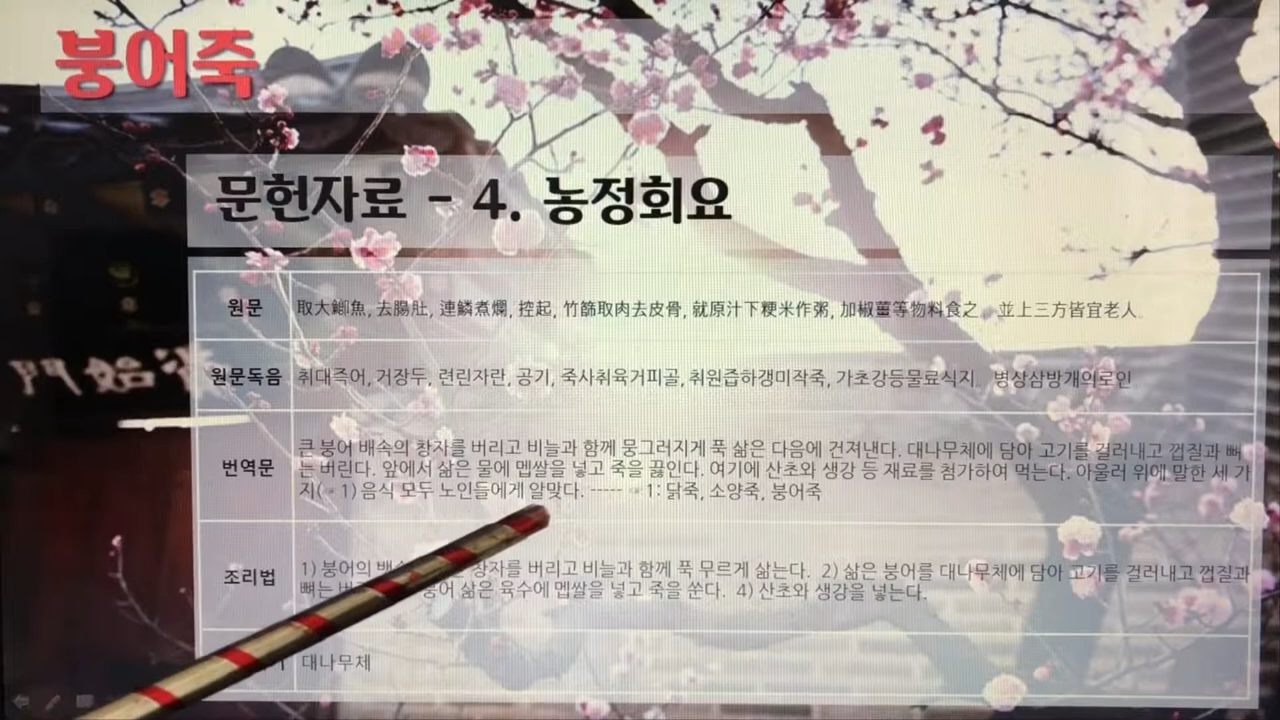 붕어죽
문헌자료 - 4. 농정회요
원문
取大鯽魚, 去腸肚, 連鱗煮爛, 控起, 竹篩取肉去皮骨, 就原汁下粳米作粥, 加椒薑等物料食之。 並上三方皆宜老人。
원문독음
취대즉어, 거장두, 련린자란, 공기, 죽사취육거피골, 취원즙하갱미작죽, 가초강등물료식지。 병상삼방개의로인
번역문
큰 붕어 배속의 창자를 버리고 비늘과 함께 뭉그러지게 푹 삶은 다음에 건져낸다. 대나무체에 담아 고기를 걸러내고 껍질과 뼈
는 버린다. 앞에서 삶은 물에 멥쌀을 넣고 죽을 끓인다. 여기에 산초와 생강 등 재료를 첨가하여 먹는다. 아울러 위에 말한 세 가
지( 1) 음식 모두 노인들에게 알맞다. ----- 1: 닭죽, 소양죽, 붕어죽
조리법
1) 붕어의 창자를 버리고 비늘과 함께 푹 무르게 삶는다. 2) 삶은 붕어를 대나무체에 담아 고기를 걸러내고 껍질과
뼈는 삶은 육수에 멥쌀을 넣고 죽을 쑨다. 4) 산초와 생강을 넣는다.
대나무체
門 始